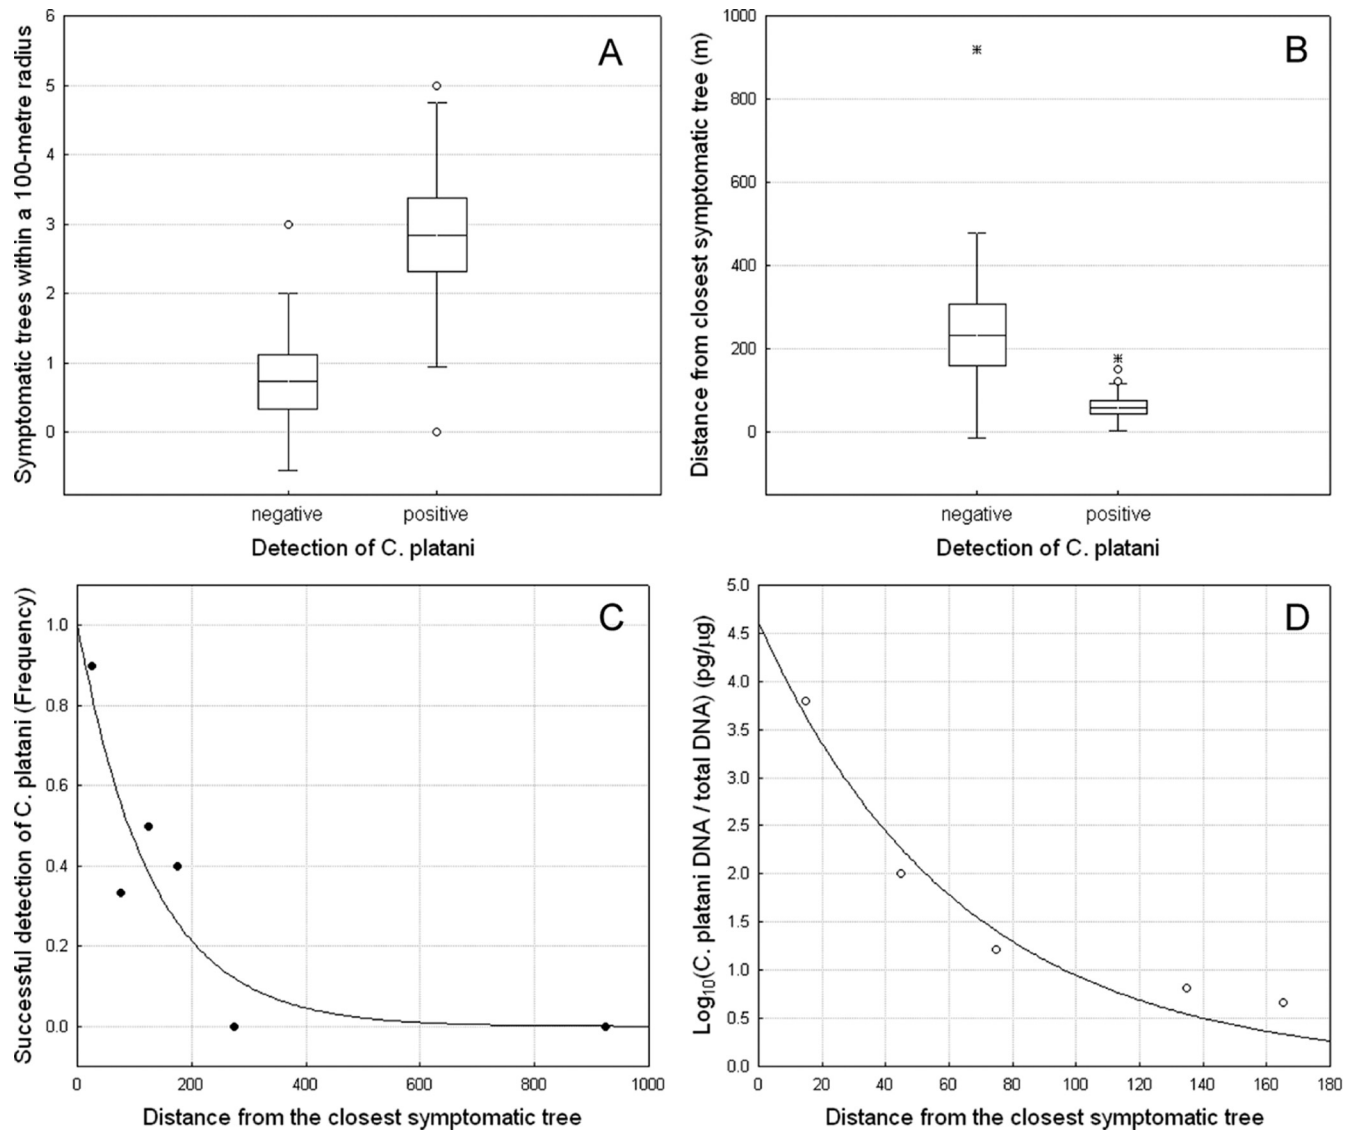 A
Symptomatic trees within a 100-metre radius
6
5
4
3
2
1
0
negative positive
Detection of C. platani
B
Distance from closest symptomatic tree (m)
1000
800
600
400
200
0
negative positive
Detection of C. platani
C
Successful detection of C. platani (Frequency)
1.0
0.8
0.6
0.4
0.2
0.0
0 200 400 600 800 1000
Distance from the closest symptomatic tree
D
Log10(C. platani DNA / total DNA) (pg/μg)
5.0
4.5
4.0
3.5
3.0
2.5
2.0
1.5
1.0
0.5
0.0
0 20 40 60 80 100 120 140 160 180
Distance from the closest symptomatic tree